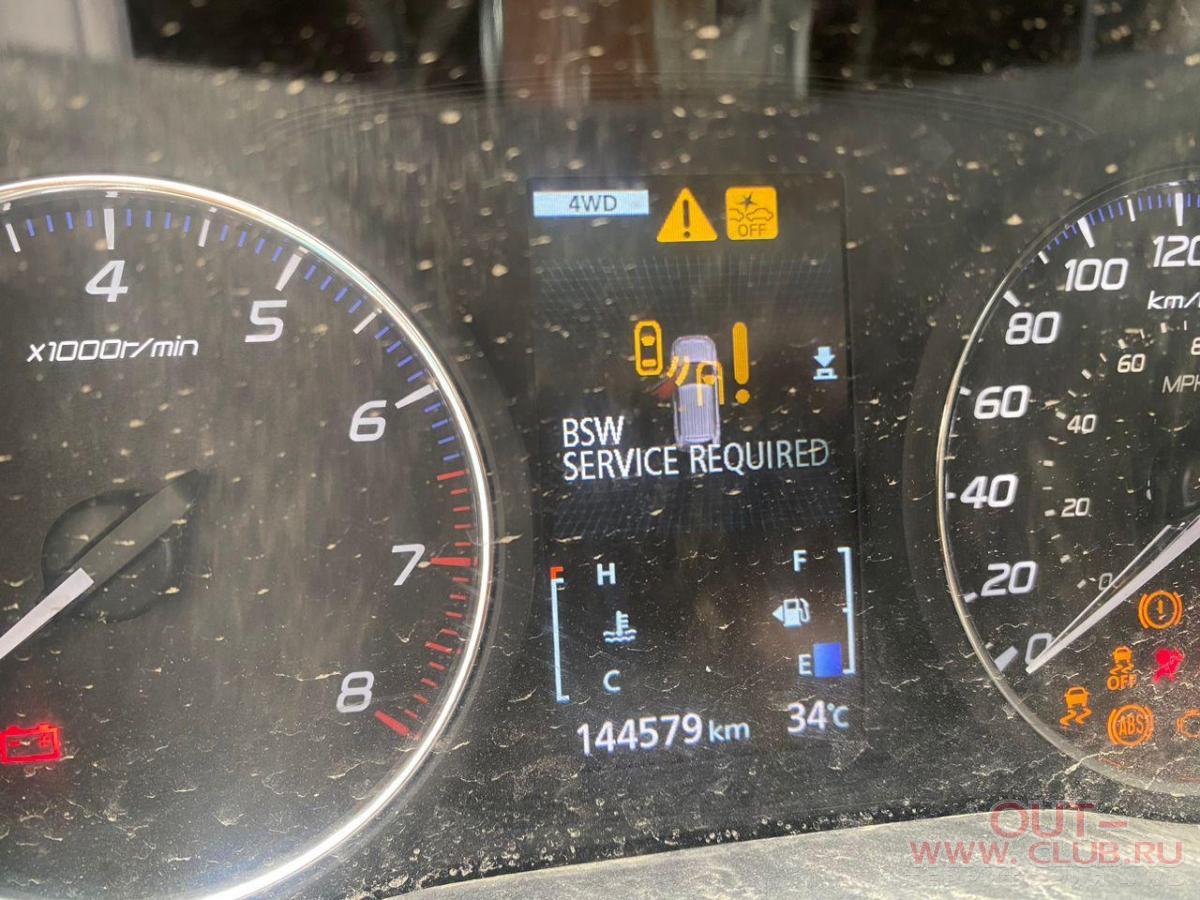 4WD
OFF
4
5
6
7
8
x1000r/min
BSW
SERVICE REQUIRED
H
C
F
E
144579 km
34°C
120
100
80
60
40
20
0
km/
60
40
20
0
MPH
OFF
ABS
OUT-
WWW.CLUB.RU